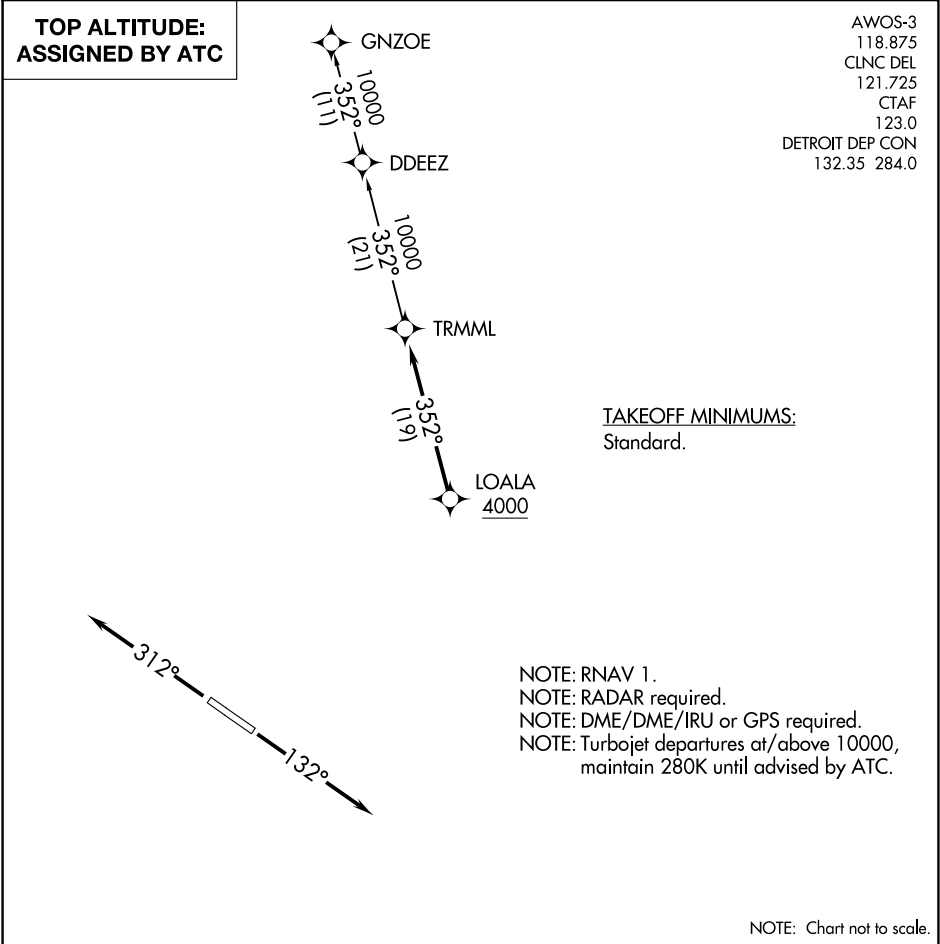 TOP ALTITUDE:
ASSIGNED BY ATC
AWOS-3
118.875
CLNC DEL
121.725
CTAF
123.0
DETROIT DEP CON
132.35 284.0
GNZOE
10000
352°
(11)
DDEEZ
10000
352°
(21)
TRMML
352°
(19)
LOALA
4000
TAKEOFF MINIMUMS:
Standard.
312°
132°
NOTE: RNAV 1.
NOTE: RADAR required.
NOTE: DME/DME/IRU or GPS required.
NOTE: Turbojet departures at/above 10000,
maintain 280K until advised by ATC.
NOTE: Chart not to scale.